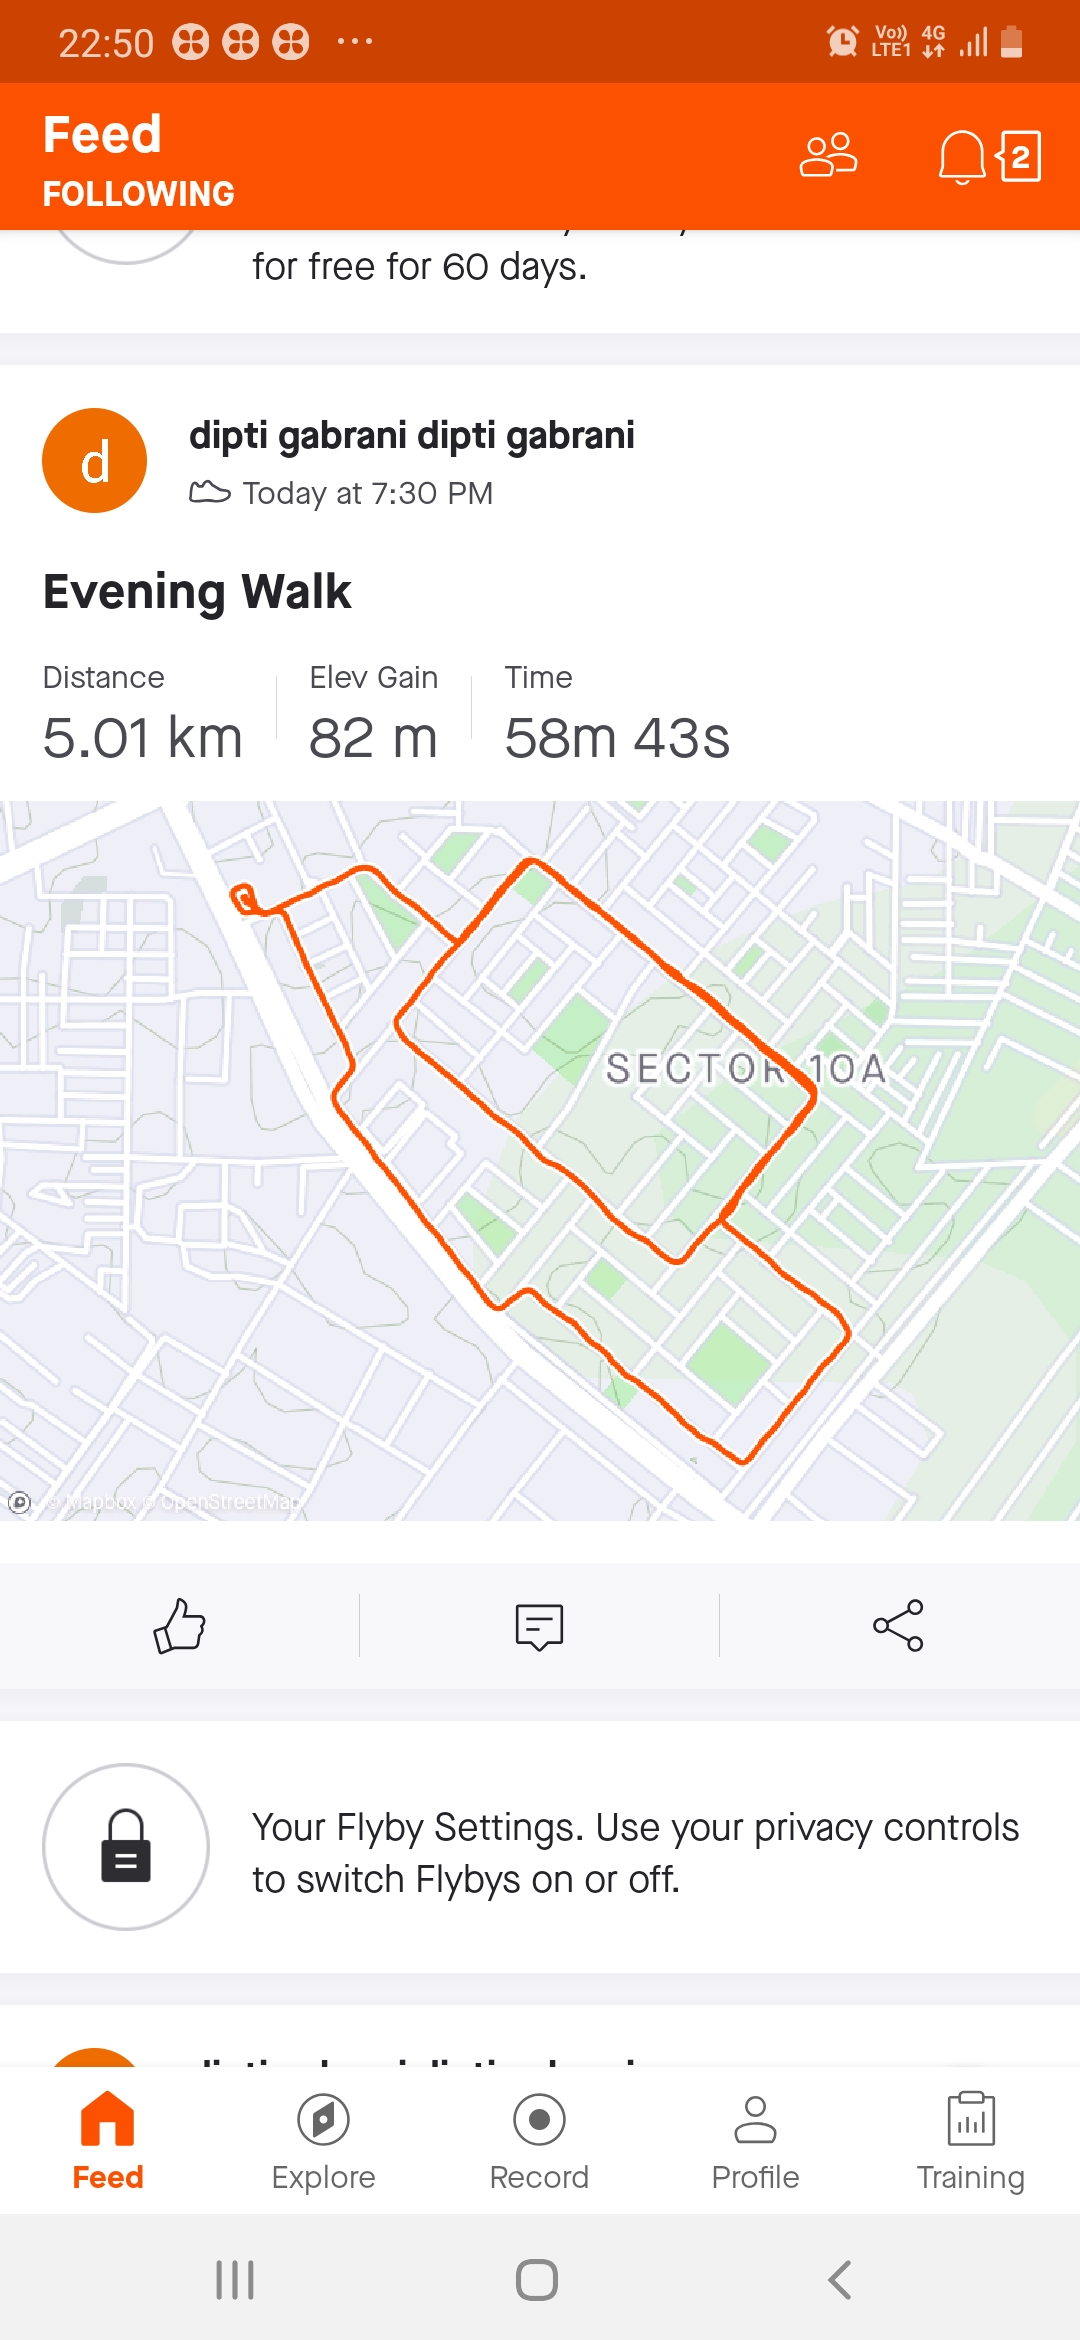 22:50
Vo)) 4G
LTE1
Feed
FOLLOWING
2
for free for 60 days.
d
dipti gabrani dipti gabrani
Today at 7:30 PM
Evening Walk
Distance Elev Gain Time
5.01 km 82 m 58m 43s
SECTOR 10A
© Mapbox © OpenStreetMap
Your Flyby Settings. Use your privacy controls
to switch Flybys on or off.
Feed Explore Record Profile Training